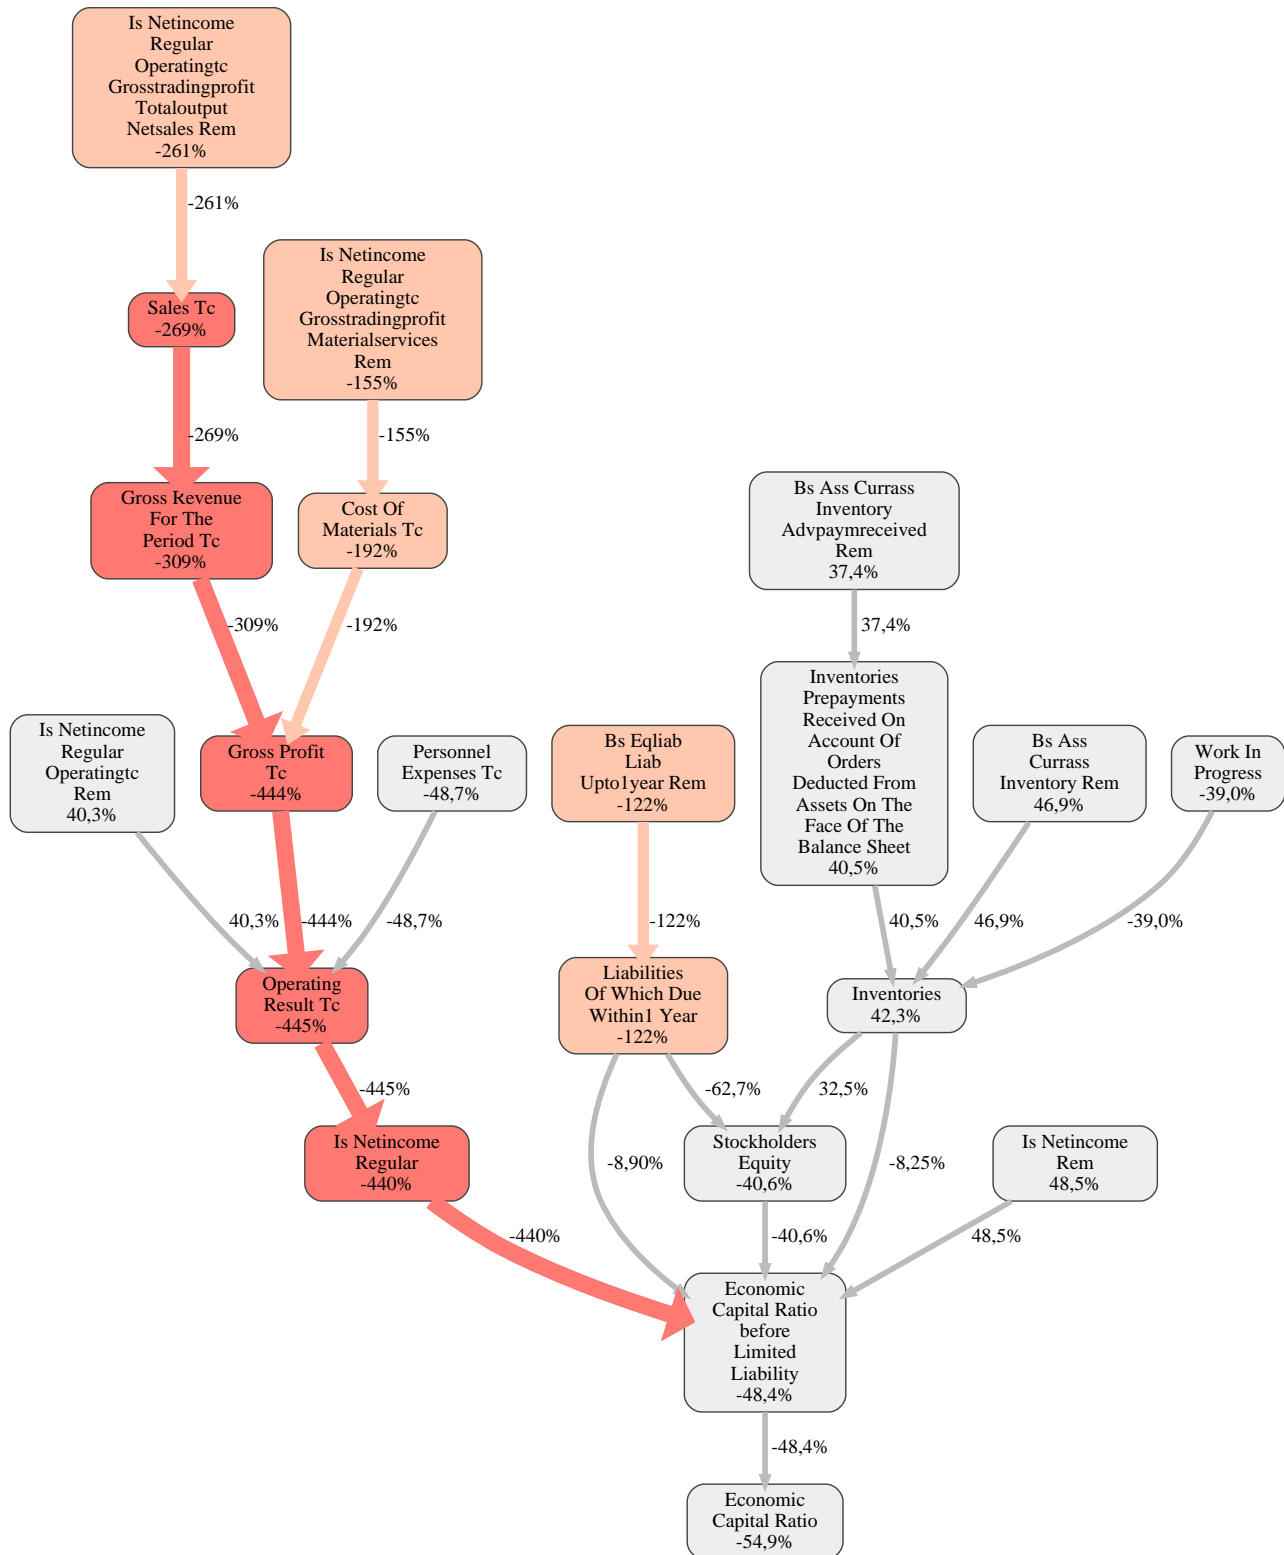 Is Netincome
Regular
Operatingtc
Grosstradingprofit
Totaloutput
Netsales Rem
-261%
-261%
Is Netincome
Regular
Operatingtc
Grosstradingprofit
Materialservices
Rem
-155%
Sales Tc
-269%
-269%
-155%
Bs Ass Currass
Inventory
Advpaymreceived
Rem
37,4%
Gross Revenue
For The
Period Tc
-309%
Cost Of
Materials Tc
-192%
-309%
-192%
37,4%
Inventories
Prepayments
Received On
Account Of
Orders
Deducted From
Assets On The
Face Of The
Balance Sheet
40,5%
Is Netincome
Regular
Operatingtc
Rem
40,3%
Gross Profit
Tc
-444%
Personnel
Expenses Tc
-48,7%
Bs Eqliab
Liab
Upto1year Rem
-122%
Bs Ass
Currass
Inventory Rem
46,9%
Work In
Progress
-39,0%
40,3%
-444%
-48,7%
-122%
40,5%
46,9%
-39,0%
Operating
Result Tc
-445%
Liabilities
Of Which Due
Within1 Year
-122%
Inventories
42,3%
-445%
-62,7%
32,5%
Is Netincome
Regular
-440%
-8,90%
Stockholders
Equity
-40,6%
-8,25%
Is Netincome
Rem
48,5%
-440%
-40,6%
48,5%
Economic
Capital Ratio
before
Limited
Liability
-48,4%
-48,4%
Economic
Capital Ratio
-54,9%